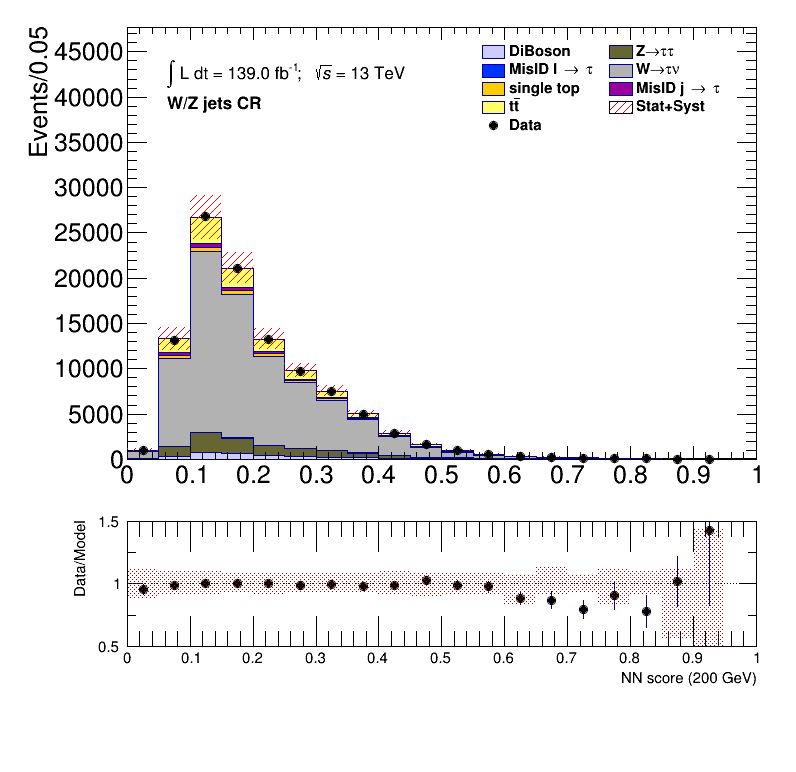 Events/0.05
45000
40000
35000
30000
25000
20000
15000
10000
5000
0
∫ L dt = 139.0 fb⁻¹; √s = 13 TeV
W/Z jets CR
DiBoson
MisID l → τ
single top
tt̄
Data
Z→ττ
W→τν
MisID j → τ
Stat+Syst
0 0.1 0.2 0.3 0.4 0.5 0.6 0.7 0.8 0.9 1
Data/Model
1.5
1
0.5
0 0.1 0.2 0.3 0.4 0.5 0.6 0.7 0.8 0.9 1
NN score (200 GeV)